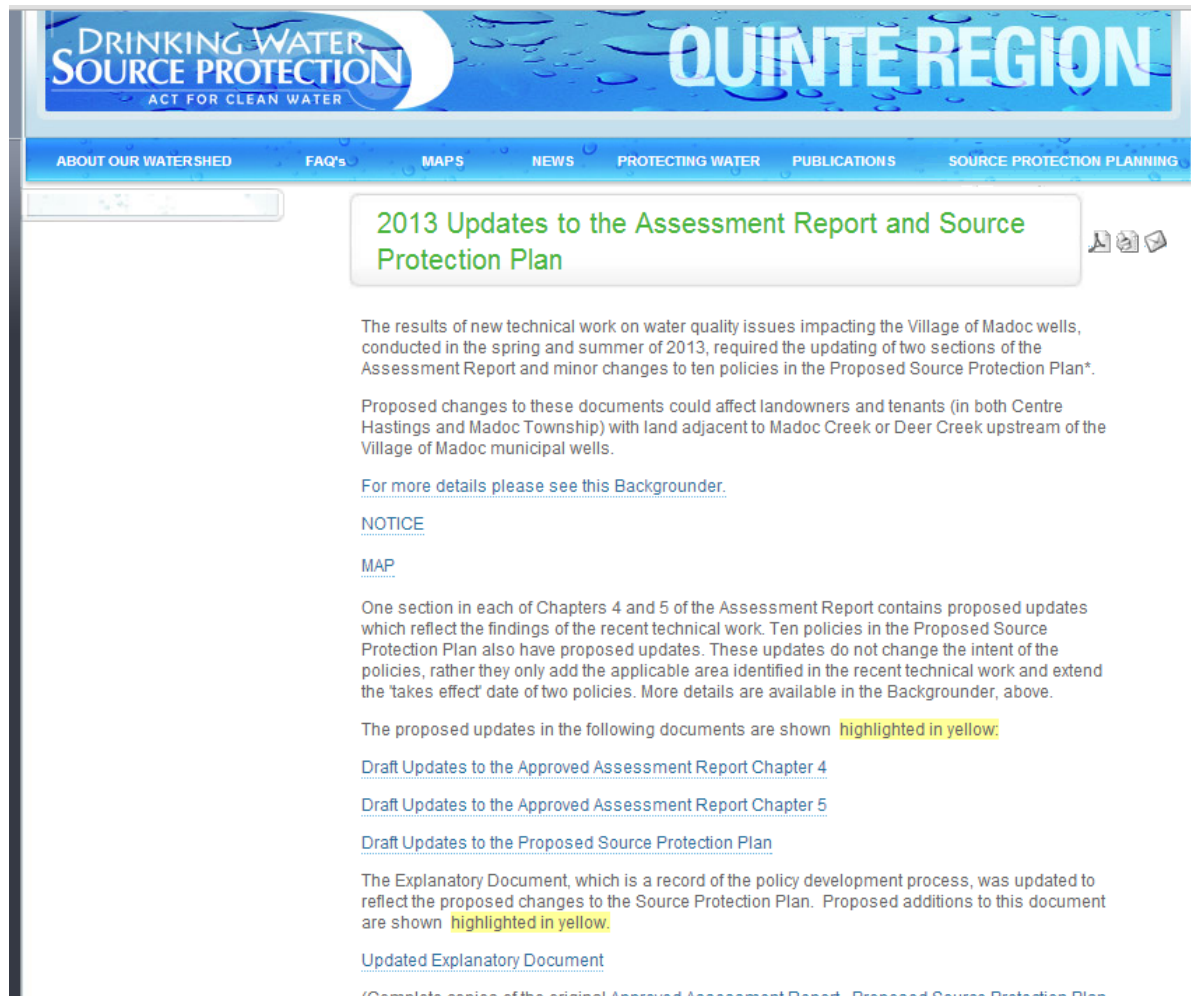 DRINKING WATER
SOURCE PROTECTION
ACT FOR CLEAN WATER
QUINTE REGION
ABOUT OUR WATERSHED FAQ's MAPS NEWS PROTECTING WATER PUBLICATIONS SOURCE PROTECTION PLANNING
2013 Updates to the Assessment Report and Source
Protection Plan
The results of new technical work on water quality issues impacting the Village of Madoc wells,
conducted in the spring and summer of 2013, required the updating of two sections of the
Assessment Report and minor changes to ten policies in the Proposed Source Protection Plan*.
Proposed changes to these documents could affect landowners and tenants (in both Centre
Hastings and Madoc Township) with land adjacent to Madoc Creek or Deer Creek upstream of the
Village of Madoc municipal wells.
For more details please see this Backgrounder.
NOTICE
MAP
One section in each of Chapters 4 and 5 of the Assessment Report contains proposed updates
which reflect the findings of the recent technical work. Ten policies in the Proposed Source
Protection Plan also have proposed updates. These updates do not change the intent of the
policies, rather they only add the applicable area identified in the recent technical work and extend
the 'takes effect' date of two policies. More details are available in the Backgrounder, above.
The proposed updates in the following documents are shown highlighted in yellow:
Draft Updates to the Approved Assessment Report Chapter 4
Draft Updates to the Approved Assessment Report Chapter 5
Draft Updates to the Proposed Source Protection Plan
The Explanatory Document, which is a record of the policy development process, was updated to
reflect the proposed changes to the Source Protection Plan. Proposed additions to this document
are shown highlighted in yellow.
Updated Explanatory Document
(Complete copies of the original Approved Assessment Report, Proposed Source Protection Plan